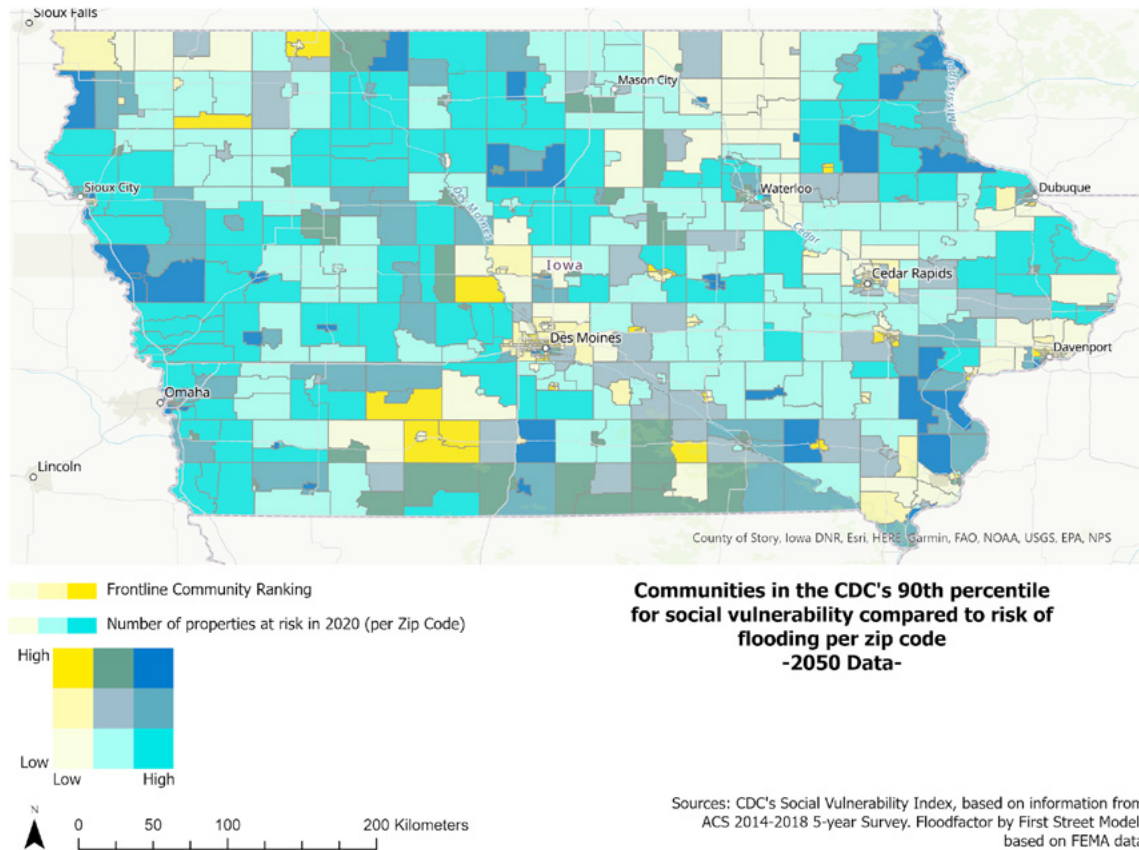 Sioux Falls
Mason City
Mississippi
Sioux City
Des Moines
Waterloo
Dubuque
Cedar
Iowa
Cedar Rapids
Des Moines
Davenport
Omaha
Lincoln
County of Story, Iowa DNR, Esri, HERE, Garmin, FAO, NOAA, USGS, EPA, NPS
Frontline Community Ranking
Number of properties at risk in 2020 (per Zip Code)
High
Low
Low High
Communities in the CDC's 90th percentile
for social vulnerability compared to risk of
flooding per zip code
-2050 Data-
N
0 50 100 200 Kilometers
Sources: CDC's Social Vulnerability Index, based on information from
ACS 2014-2018 5-year Survey. Floodfactor by First Street Model,
based on FEMA data